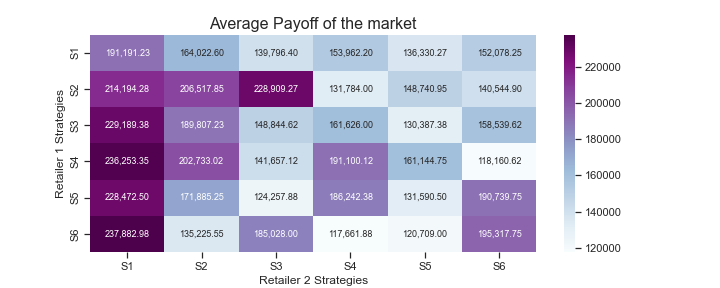 Average Payoff of the market
S1 191,191.23 164,022.60 139,796.40 153,962.20 136,330.27 152,078.25
S2 214,194.28 206,517.85 228,909.27 131,784.00 148,740.95 140,544.90
S3 229,189.38 189,807.23 148,844.62 161,626.00 130,387.38 158,539.62
S4 236,253.35 202,733.02 141,657.12 191,100.12 161,144.75 118,160.62
S5 228,472.50 171,885.25 124,257.88 186,242.38 131,590.50 190,739.75
S6 237,882.98 135,225.55 185,028.00 117,661.88 120,709.00 195,317.75
S1 S2 S3 S4 S5 S6
Retailer 2 Strategies
Retailer 1 Strategies
220000
200000
180000
160000
140000
120000